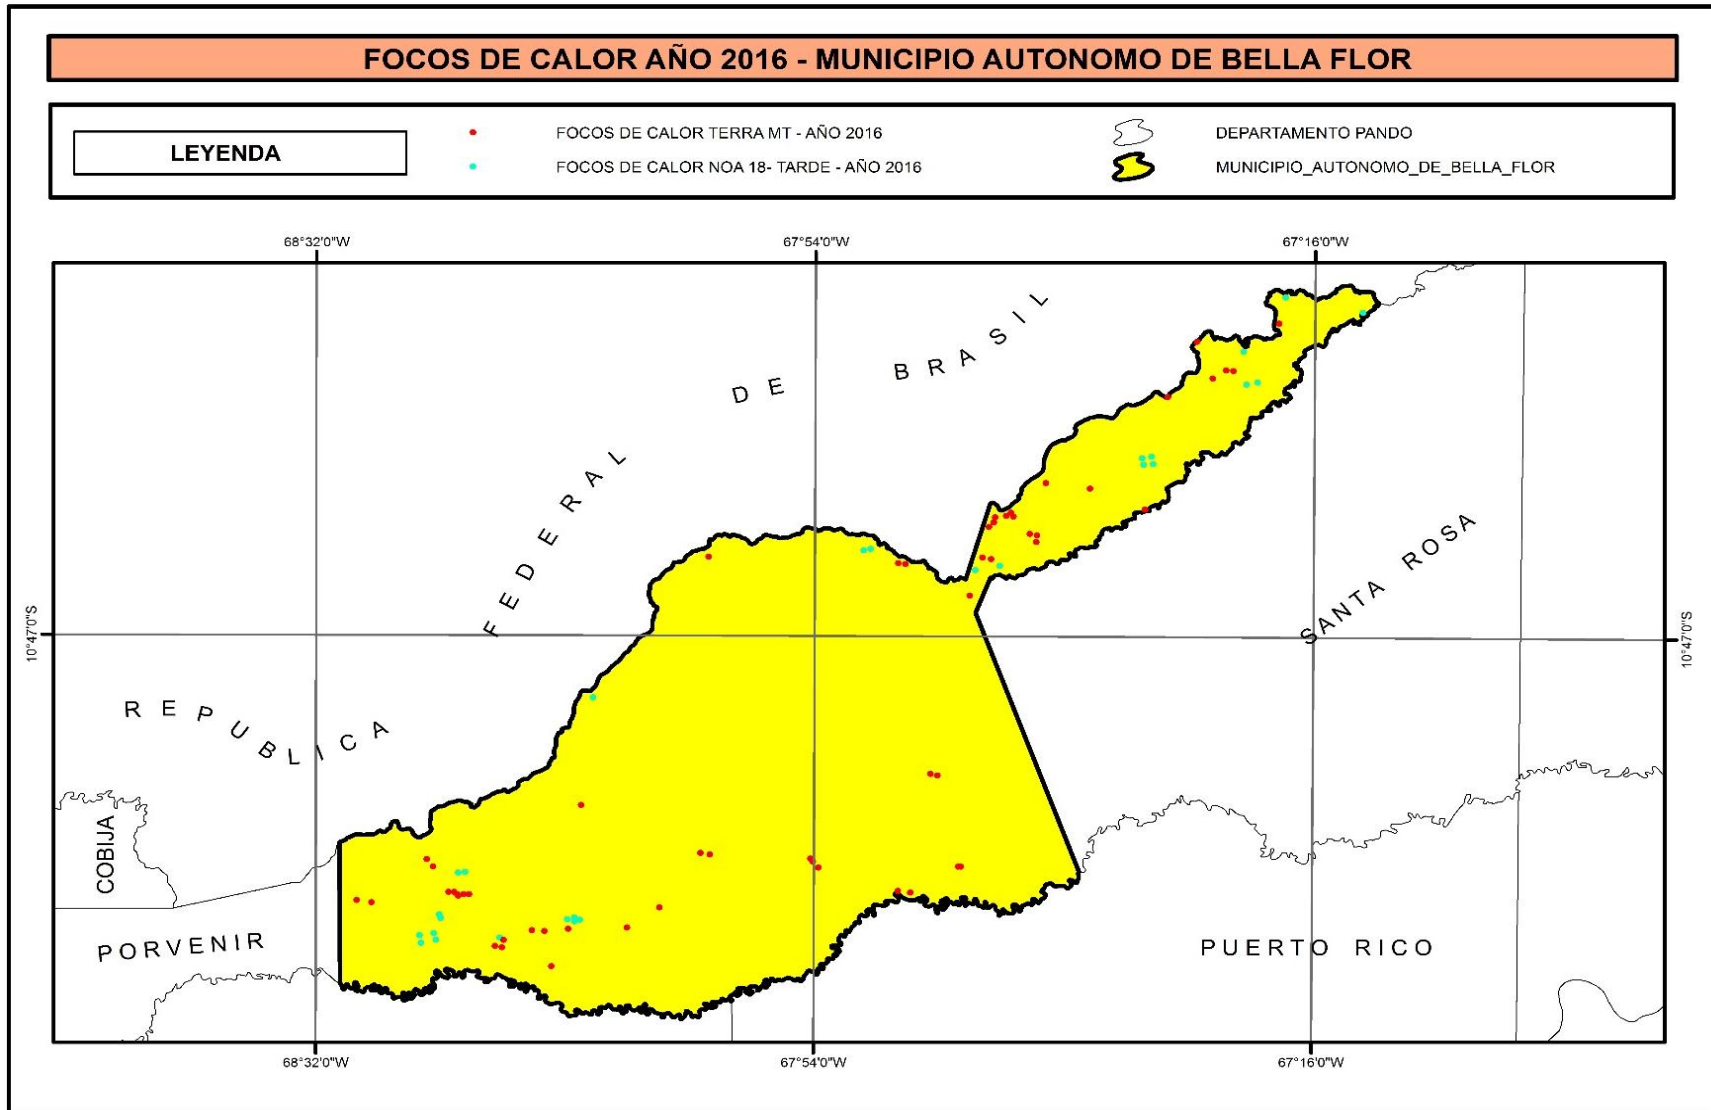 FOCOS DE CALOR AÑO 2016 - MUNICIPIO AUTONOMO DE BELLA FLOR
LEYENDA
FOCOS DE CALOR TERRA MT - AÑO 2016
FOCOS DE CALOR NOA 18- TARDE - AÑO 2016
DEPARTAMENTO PANDO
MUNICIPIO_AUTONOMO_DE_BELLA_FLOR
68°32'0"W
67°54'0"W
67°16'0"W
REPUBLICA FEDERAL DE BRASIL
SANTA ROSA
10°47'0"S
10°47'0"S
COBIJA
PORVENIR
PUERTO RICO
68°32'0"W
67°54'0"W
67°16'0"W